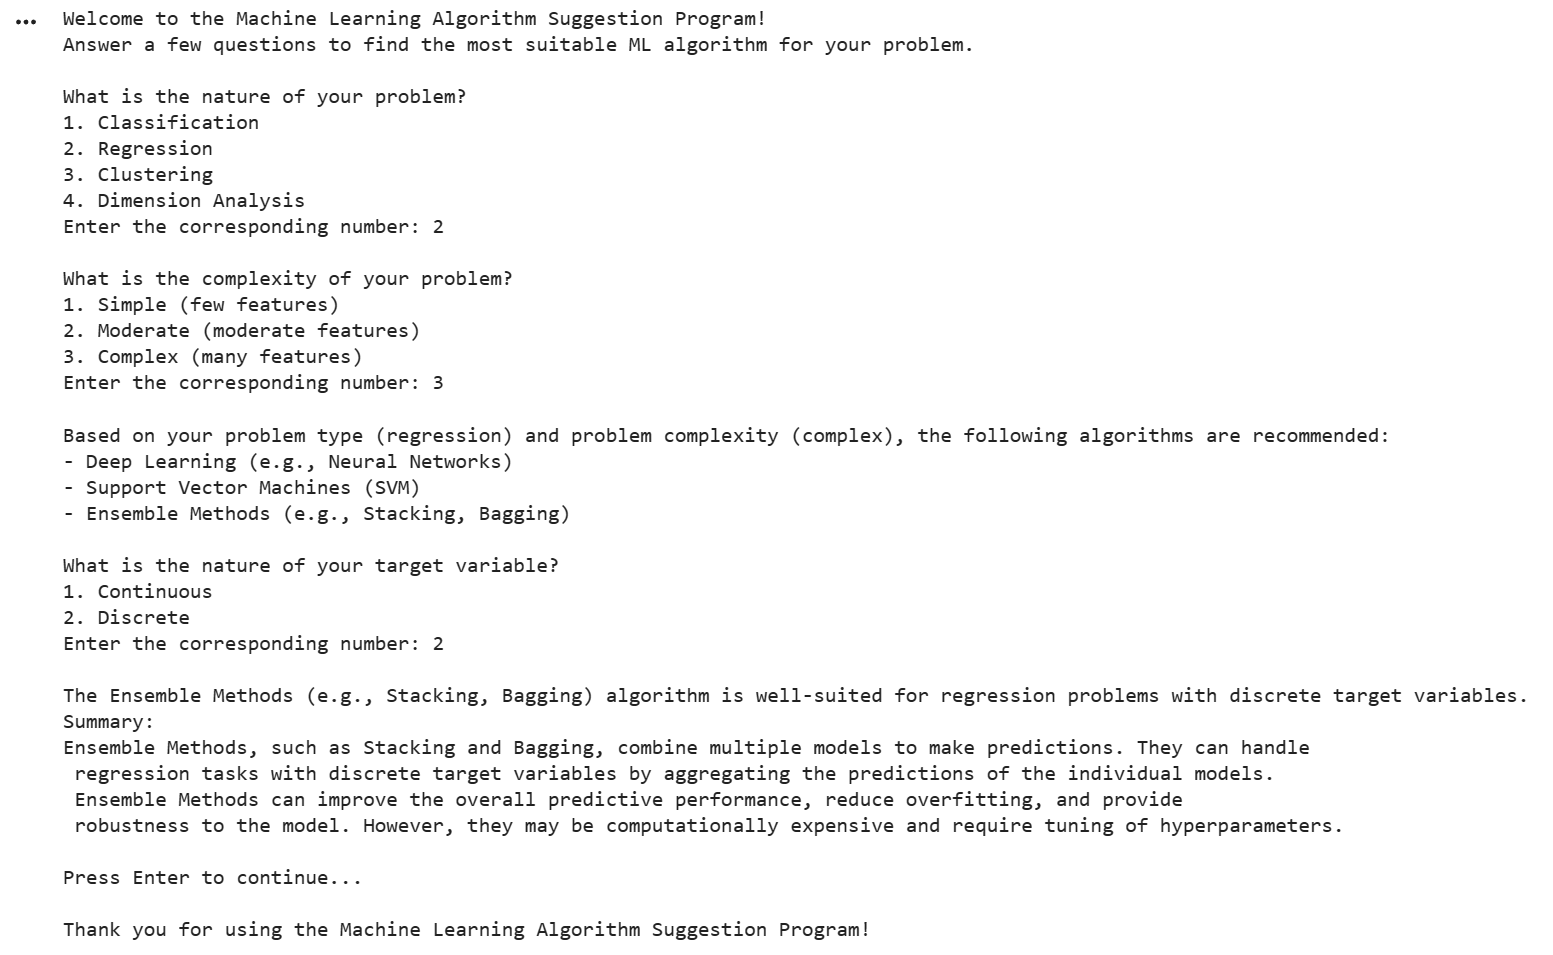 ... Welcome to the Machine Learning Algorithm Suggestion Program!
Answer a few questions to find the most suitable ML algorithm for your problem.

What is the nature of your problem?
1. Classification
2. Regression
3. Clustering
4. Dimension Analysis
Enter the corresponding number: 2

What is the complexity of your problem?
1. Simple (few features)
2. Moderate (moderate features)
3. Complex (many features)
Enter the corresponding number: 3

Based on your problem type (regression) and problem complexity (complex), the following algorithms are recommended:
- Deep Learning (e.g., Neural Networks)
- Support Vector Machines (SVM)
- Ensemble Methods (e.g., Stacking, Bagging)

What is the nature of your target variable?
1. Continuous
2. Discrete
Enter the corresponding number: 2

The Ensemble Methods (e.g., Stacking, Bagging) algorithm is well-suited for regression problems with discrete target variables.
Summary:
Ensemble Methods, such as Stacking and Bagging, combine multiple models to make predictions. They can handle
 regression tasks with discrete target variables by aggregating the predictions of the individual models.
 Ensemble Methods can improve the overall predictive performance, reduce overfitting, and provide
 robustness to the model. However, they may be computationally expensive and require tuning of hyperparameters.

Press Enter to continue...

Thank you for using the Machine Learning Algorithm Suggestion Program!